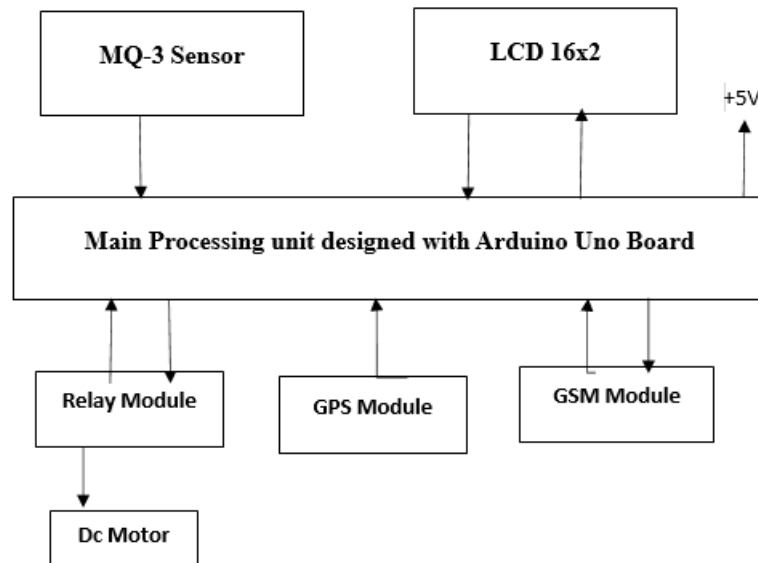 MQ-3 Sensor
LCD 16x2
+5V
Main Processing unit designed with Arduino Uno Board
Relay Module
GPS Module
GSM Module
Dc Motor